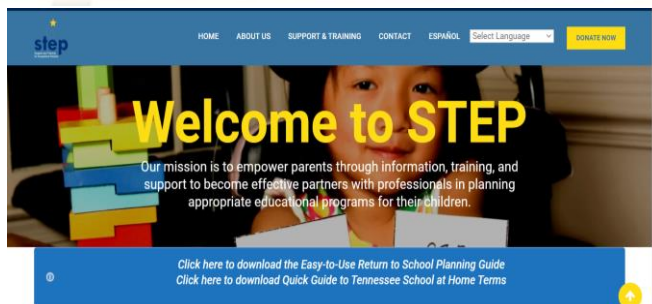 step
HOME ABOUT US SUPPORT & TRAINING CONTACT ESPAÑOL Select Language DONATE NOW
Welcome to STEP
Our mission is to empower parents through information, training, and
support to become effective partners with professionals in planning
appropriate educational programs for their children.
Click here to download the Easy-to-Use Return to School Planning Guide
Click here to download Quick Guide to Tennessee School at Home Terms